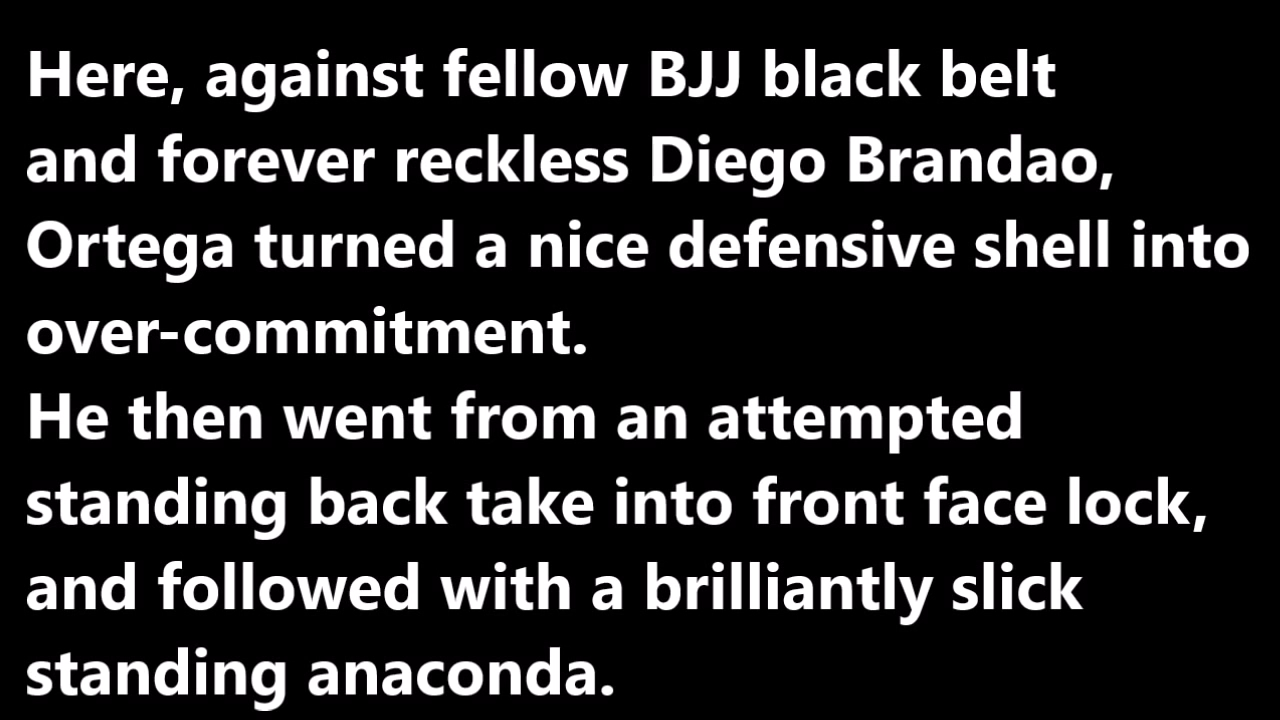 Here, against fellow BJJ black belt
and forever reckless Diego Brandao,
Ortega turned a nice defensive shell into
over-commitment.
He then went from an attempted
standing back take into front face lock,
and followed with a brilliantly slick
standing anaconda.